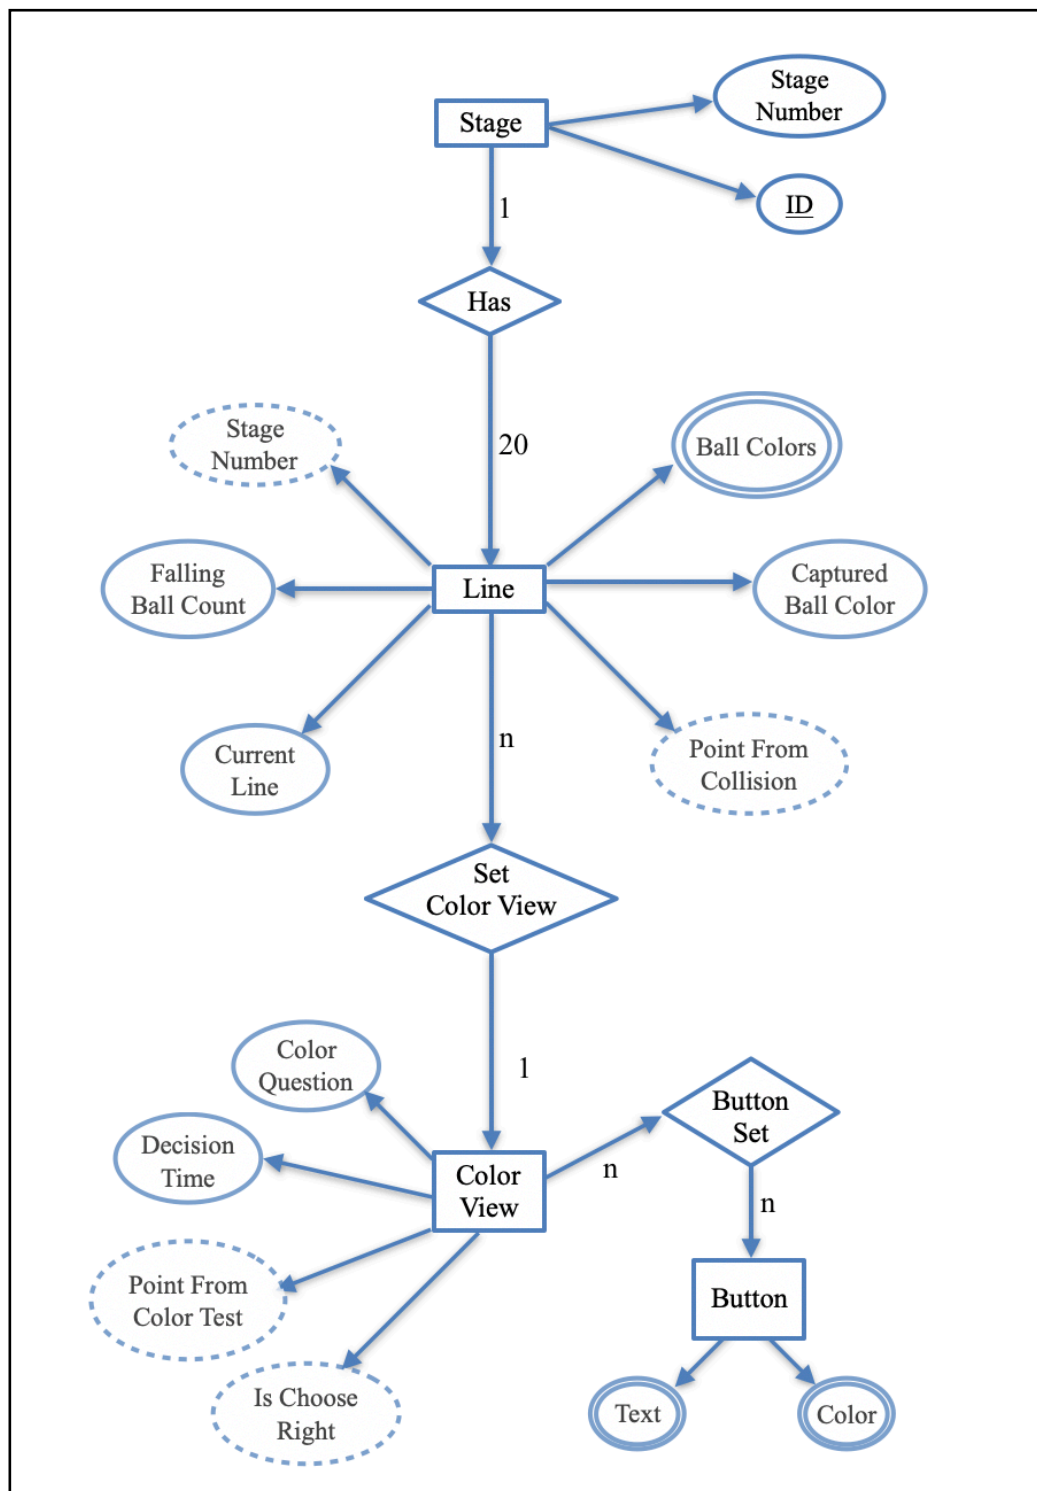 Stage
Number
Stage
ID
1
Has
Stage
Number
20
Ball Colors
Falling
Ball Count
Line
Captured
Ball Color
Current
Line
n
Point From
Collision
Set
Color View
Color
Question
1
Button
Set
Decision
Time
Color
View
n
n
Point From
Color Test
Button
Is Choose
Right
Text
Color